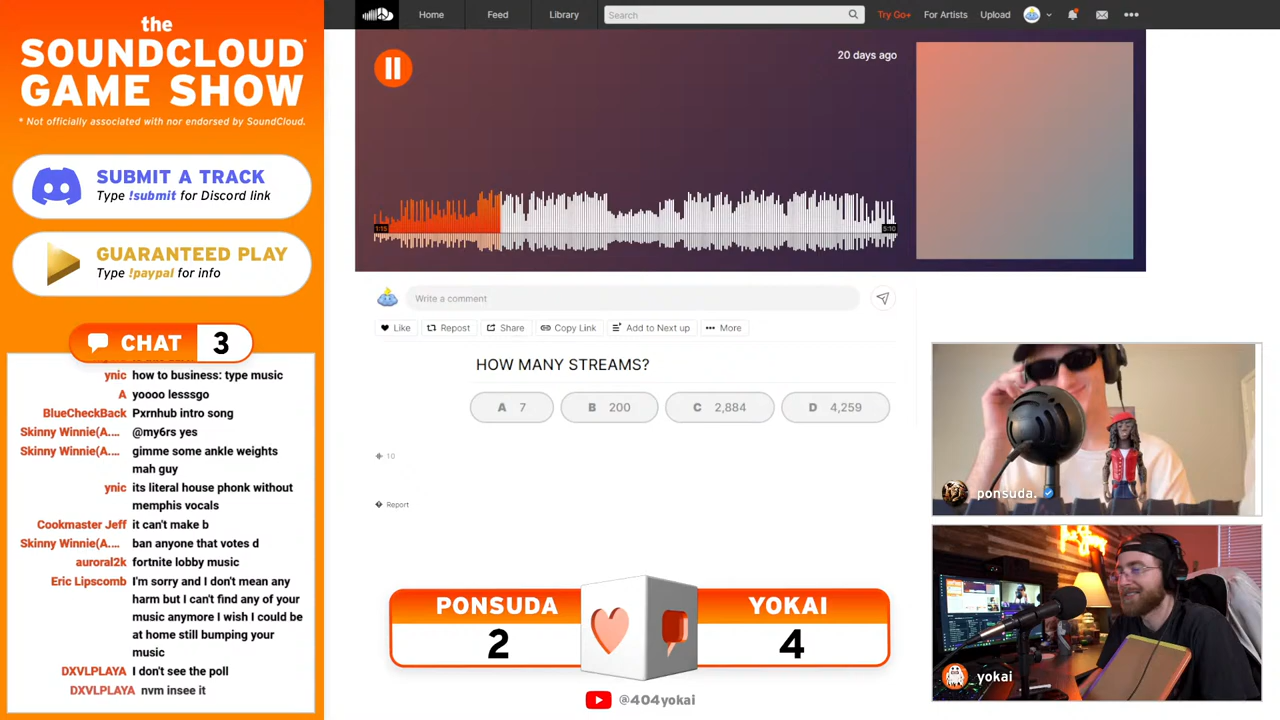 the
SOUNDCLOUD
GAME SHOW
* Not officially associated with nor endorsed by SoundCloud.
SUBMIT A TRACK
Type !submit for Discord link
GUARANTEED PLAY
Type !paypal for info
CHAT 3
ynic how to business: type music
A yoooo lesssgo
BlueCheckBack Pxrnhub intro song
Skinny Winnie(A.... @my6rs yes
Skinny Winnie(A.... gimme some ankle weights
mah guy
ynic its literal house phonk without
memphis vocals
Cookmaster Jeff it can't make b
Skinny Winnie(A.... ban anyone that votes d
auroral2k fortnite lobby music
Eric Lipscomb I'm sorry and I don't mean any
harm but I can't find any of your
music anymore I wish I could be
at home still bumping your
music
DXVLPLAYA I don't see the poll
DXVLPLAYA nvm insee it
Home Feed Library Search Try Go+ For Artists Upload
20 days ago
1:15 5:10
Write a comment
Like Repost Share Copy Link Add to Next up More
HOW MANY STREAMS?
A 7 B 200 C 2,884 D 4,259
10
Report
ponsuda.
yokai
PONSUDA YOKAI
2 4
@404yokai